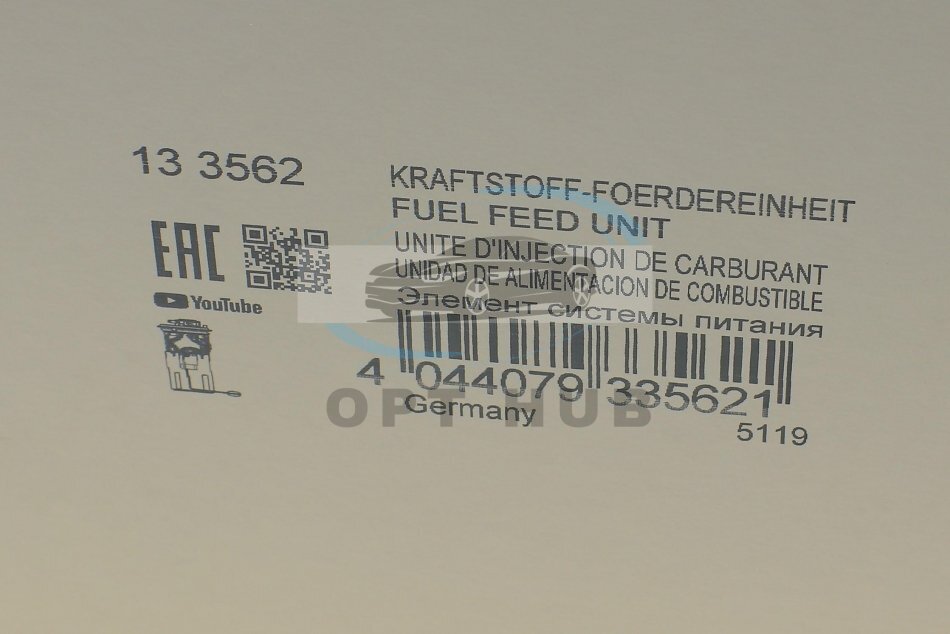 13 3562
KRAFTSTOFF-FOERDEREINHEIT
FUEL FEED UNIT
UNITE D'INJECTION DE CARBURANT
UNIDAD DE ALIMENTACION DE COMBUSTIBLE
Элемент системы питания
EAC
YouTube
4 044079 335621
Germany
5119
OPT HUB